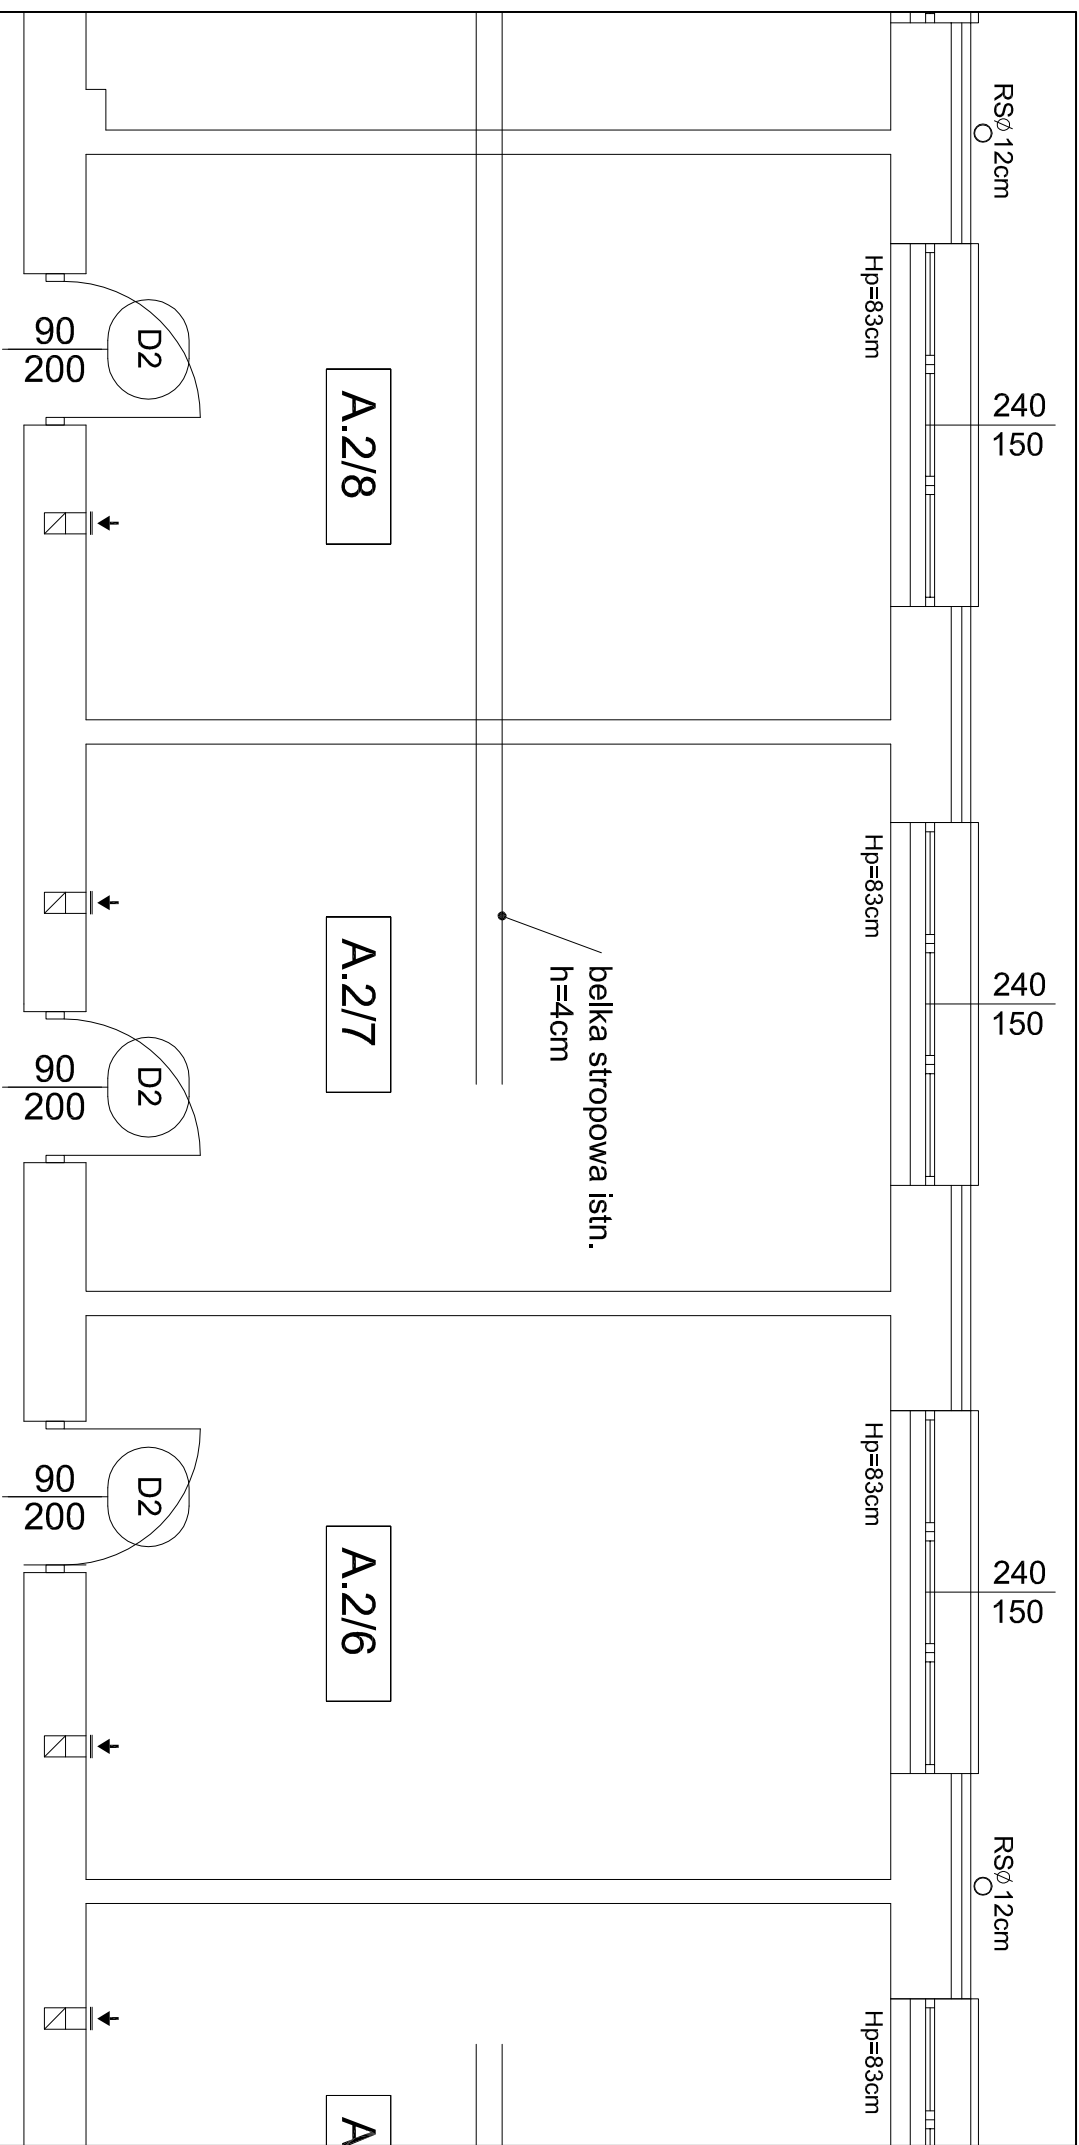 RSØ 12cm
Hp=83cm
240
150
90
200
D2
A.2/8
Hp=83cm
240
150
belka stropowa istn.
h=4cm
A.2/7
90
200
D2
Hp=83cm
240
150
90
200
D2
A.2/6
RSØ 12cm
Hp=83cm
A